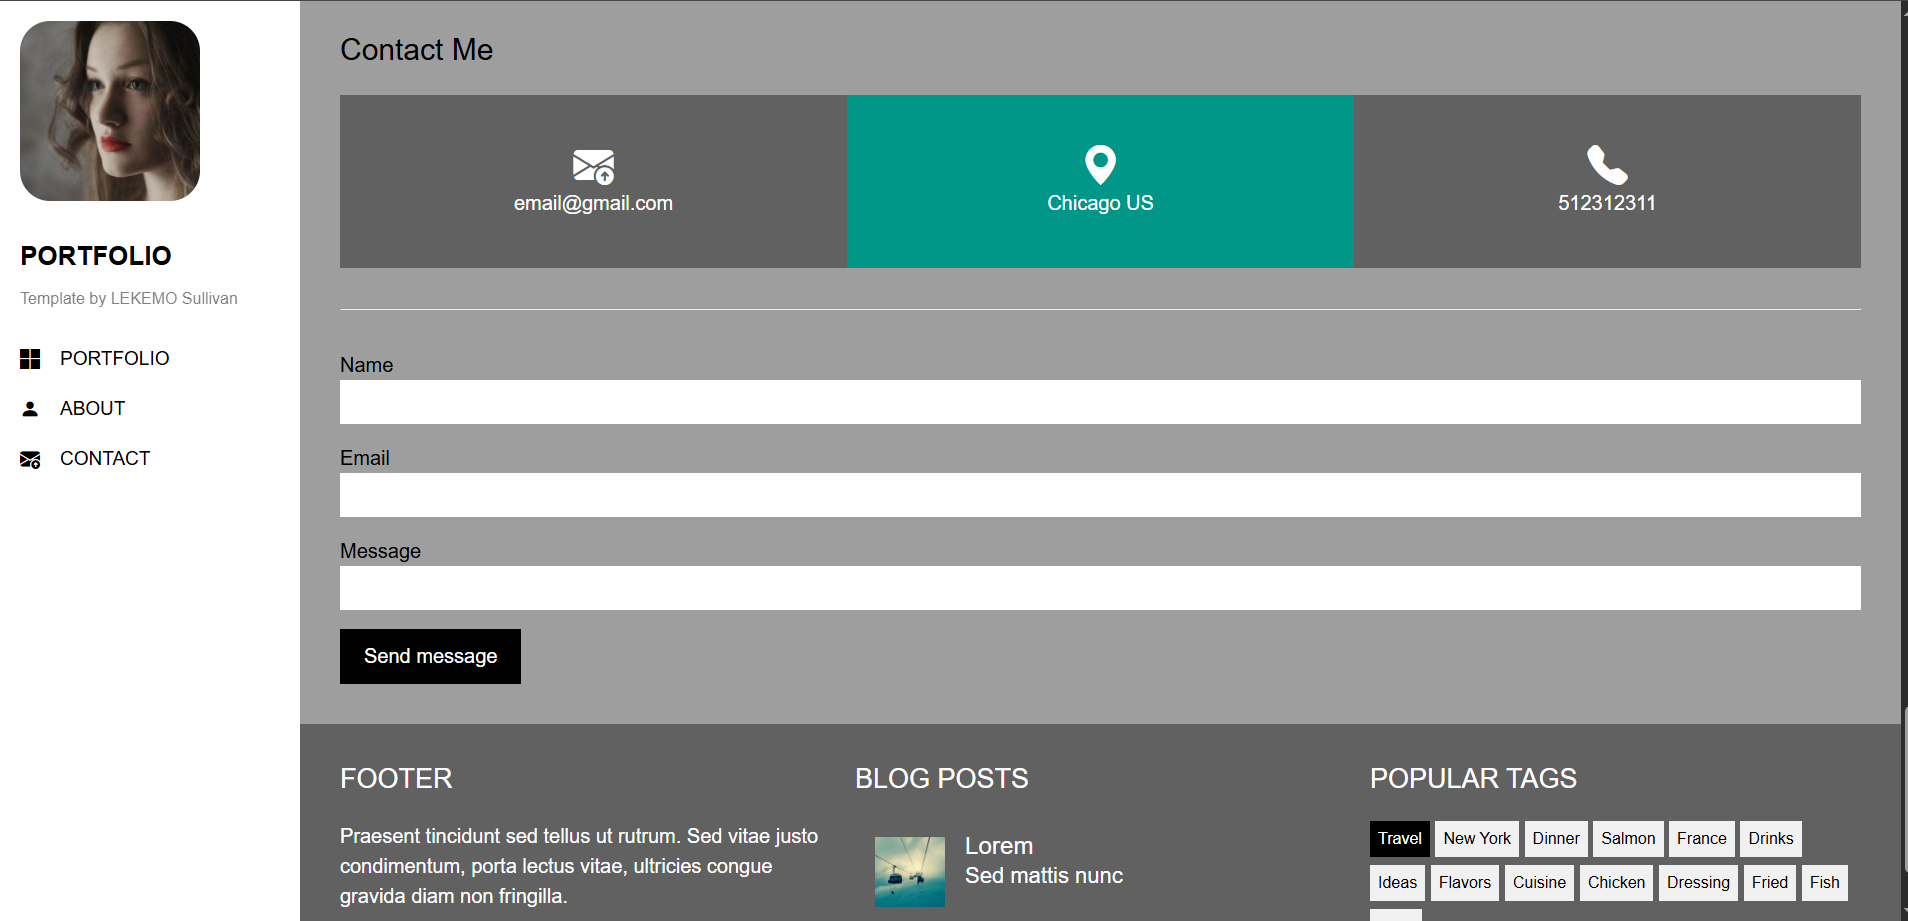 PORTFOLIO
Template by LEKEMO Sullivan
PORTFOLIO
ABOUT
CONTACT
Contact Me
email@gmail.com
Chicago US
512312311
Name
Email
Message
Send message
FOOTER
Praesent tincidunt sed tellus ut rutrum. Sed vitae justo
condimentum, porta lectus vitae, ultricies congue
gravida diam non fringilla.
BLOG POSTS
Lorem
Sed mattis nunc
POPULAR TAGS
Travel New York Dinner Salmon France Drinks
Ideas Flavors Cuisine Chicken Dressing Fried Fish